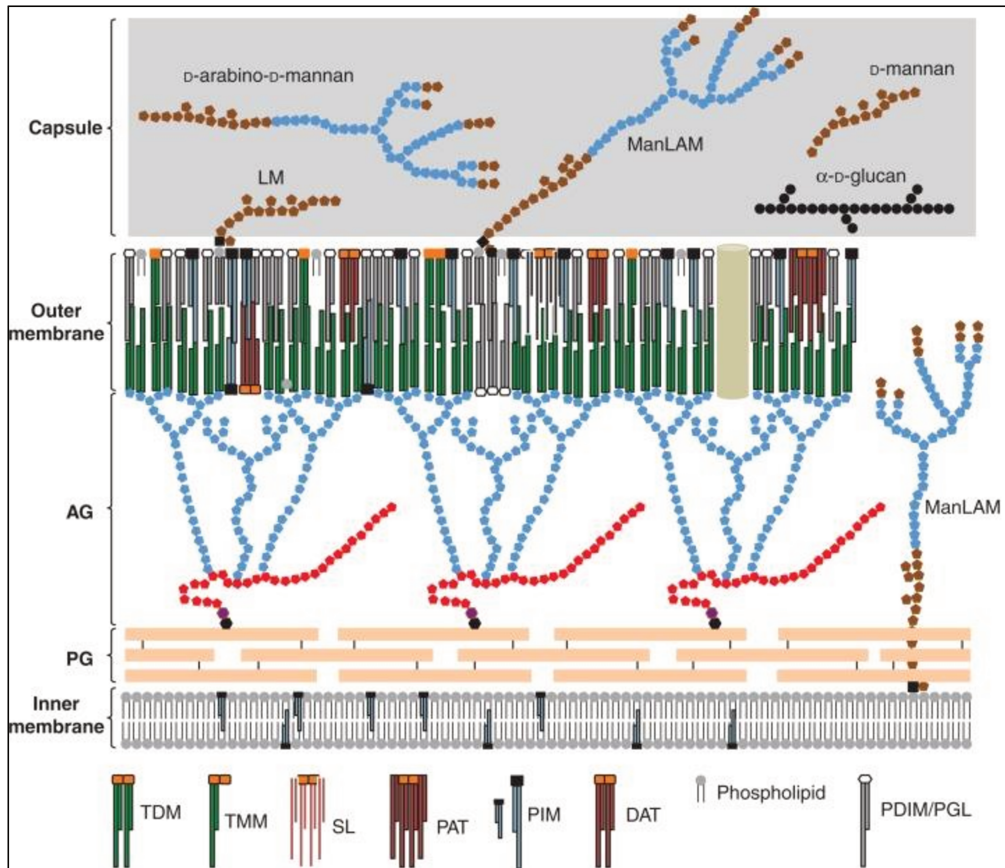 D-arabino-D-mannan
D-mannan
Capsule
ManLAM
LM
α-D-glucan
Outer
membrane
AG
ManLAM
PG
Inner
membrane
TDM
TMM
SL
PAT
PIM
DAT
Phospholipid
PDIM/PGL